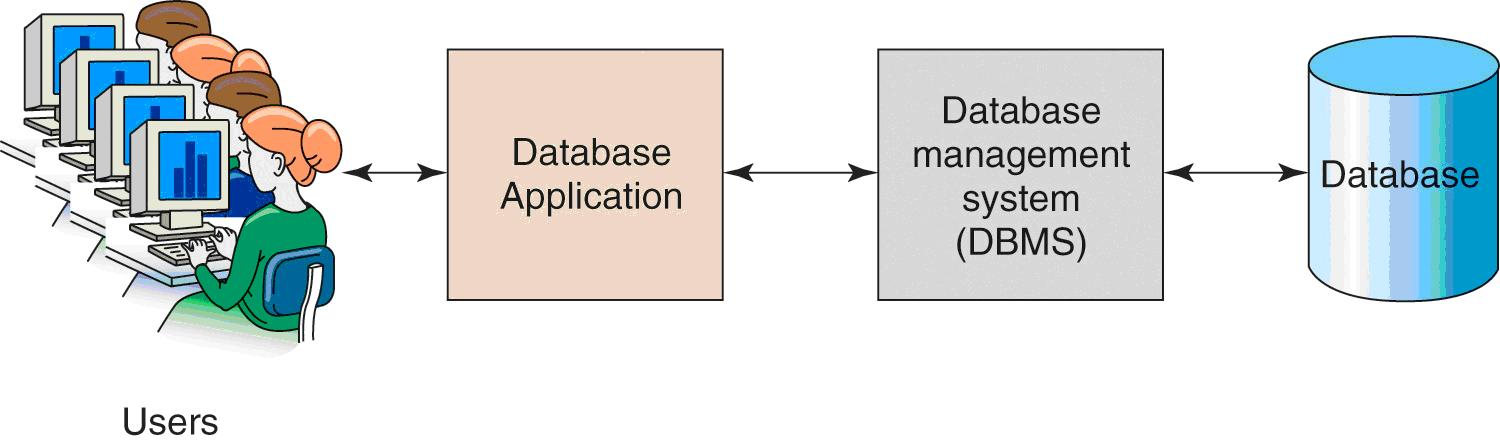 Database
Application
Database
management
system
(DBMS)
Database
Users